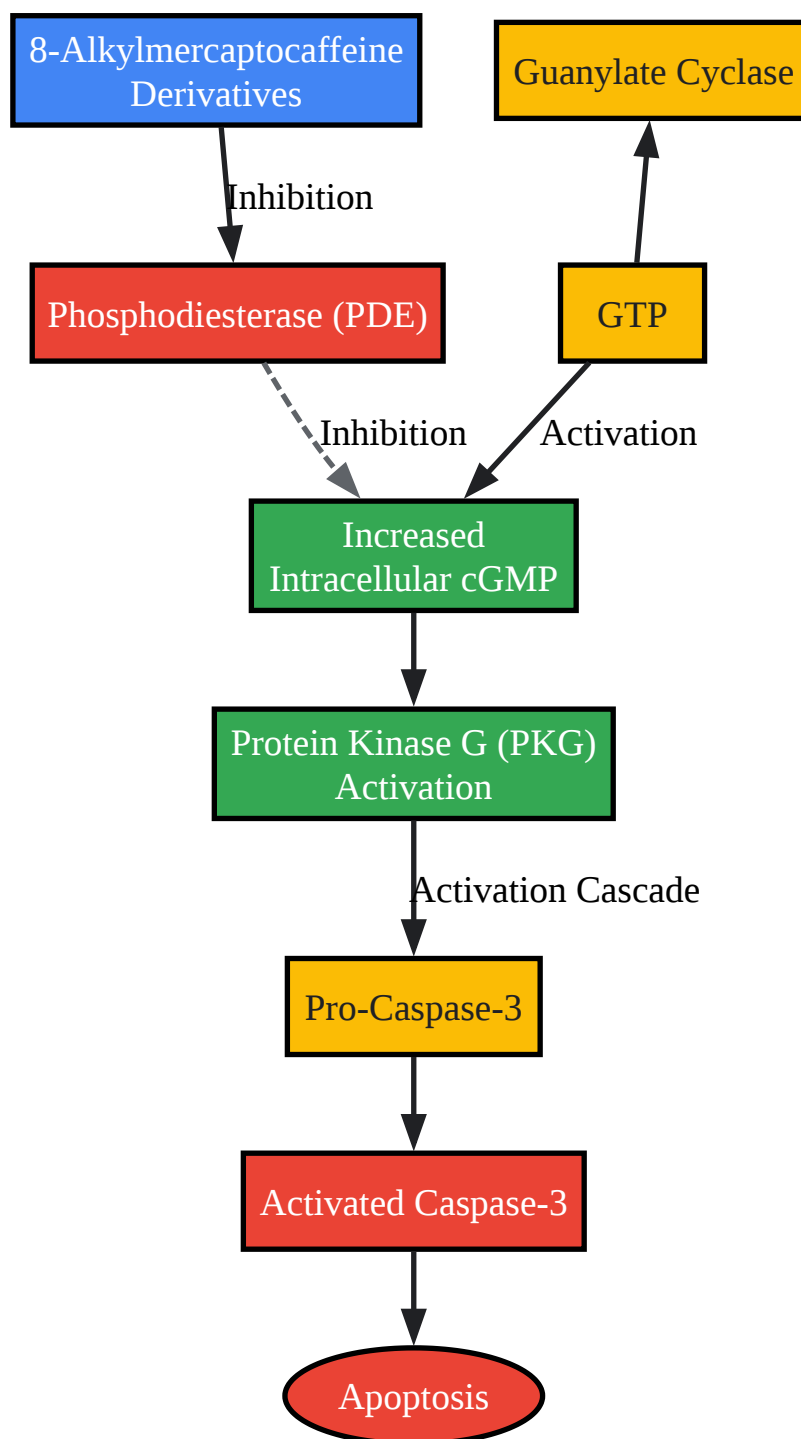 8-Alkylmercaptocaffeine
Derivatives
Guanylate Cyclase
Inhibition
Phosphodiesterase (PDE)
GTP
Inhibition
Activation
Increased
Intracellular cGMP
Protein Kinase G (PKG)
Activation
Activation Cascade
Pro-Caspase-3
Activated Caspase-3
Apoptosis